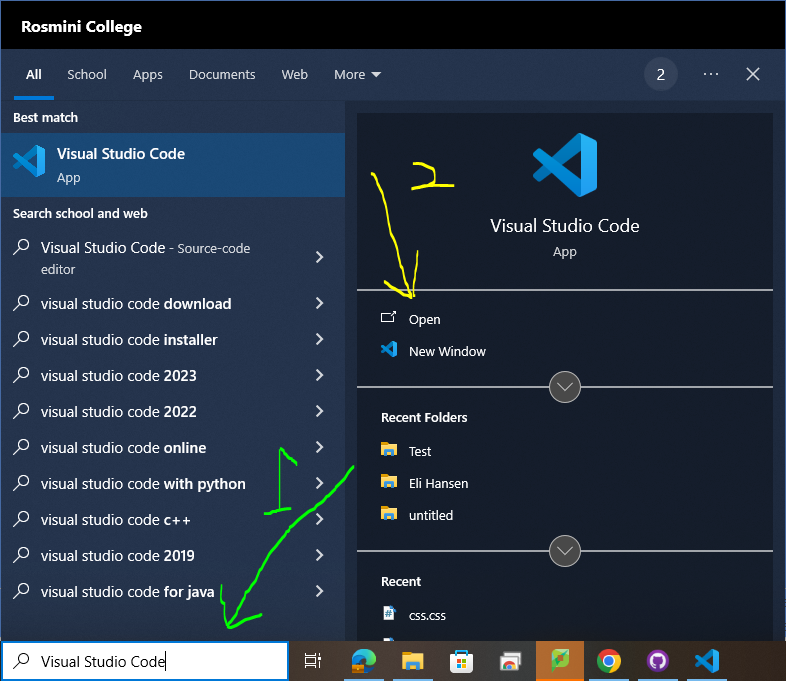 Rosmini College
All School Apps Documents Web More 2 ...
Best match
Visual Studio Code
App
Search school and web
Visual Studio Code - Source-code
editor
visual studio code download
visual studio code installer
visual studio code 2023
visual studio code 2022
visual studio code online
visual studio code with python
visual studio code c++
visual studio code 2019
visual studio code for java
1
2
Visual Studio Code
App
Open
New Window
Recent Folders
Test
Eli Hansen
untitled
Recent
css.css
Visual Studio Code